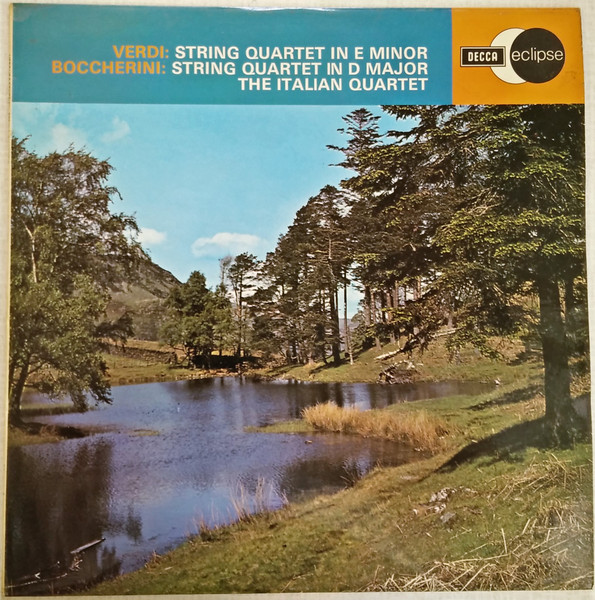 VERDI: STRING QUARTET IN E MINOR
BOCCHERINI: STRING QUARTET IN D MAJOR
THE ITALIAN QUARTET
DECCA eclipse